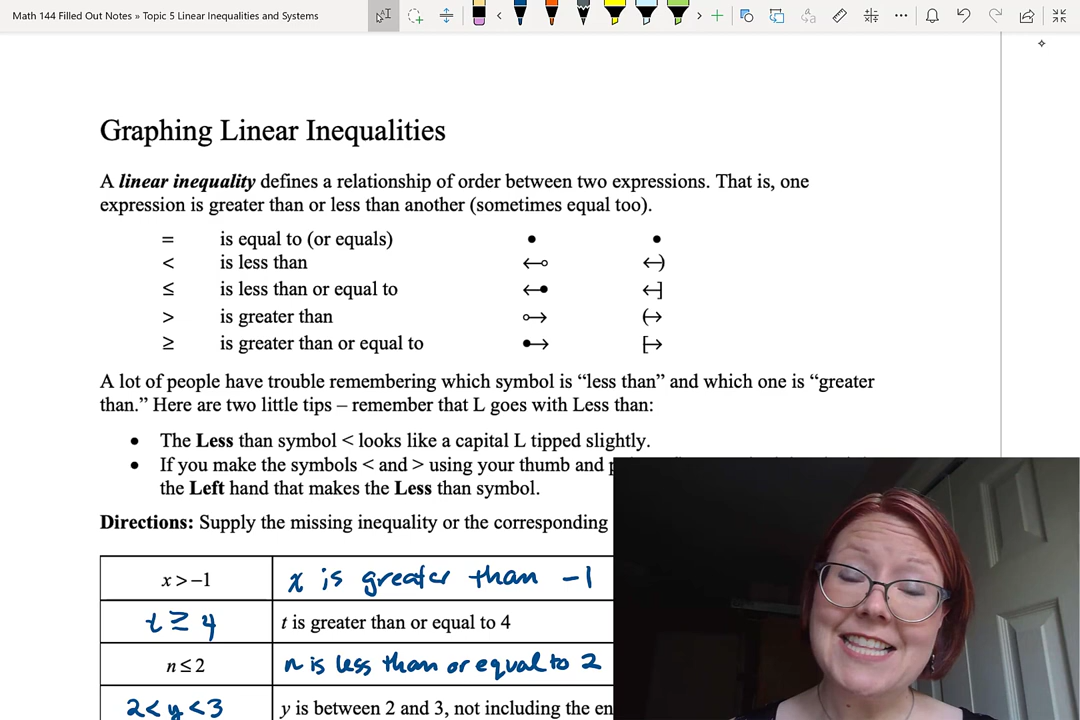 Math 144 Filled Out Notes » Topic 5 Linear Inequalities and Systems
Graphing Linear Inequalities
A linear inequality defines a relationship of order between two expressions. That is, one
expression is greater than or less than another (sometimes equal too).
= is equal to (or equals)
< is less than
≤ is less than or equal to
> is greater than
≥ is greater than or equal to
A lot of people have trouble remembering which symbol is “less than” and which one is “greater
than.” Here are two little tips – remember that L goes with Less than:
• The Less than symbol < looks like a capital L tipped slightly.
• If you make the symbols < and > using your thumb and
the Left hand that makes the Less than symbol.
Directions: Supply the missing inequality or the corresponding
x > −1 x is greater than −1
t ≥ 4 t is greater than or equal to 4
n ≤ 2 n is less than or equal to 2
2 < y < 3 y is between 2 and 3, not including the en